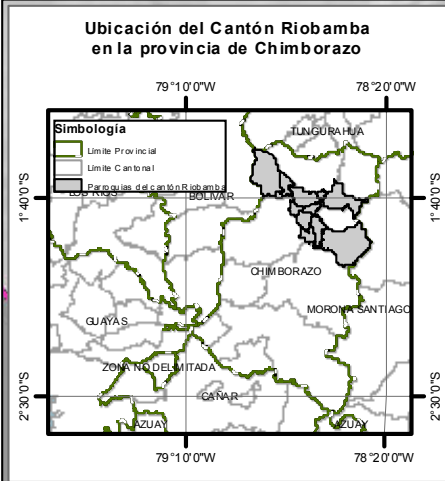 Ubicación del Cantón Riobamba
en la provincia de Chimborazo
79°10'0"W 78°20'0"W
Simbología
Límite Provincial
Límite Cantonal
Parroquias del cantón Riobamba
TUNGURAHUA
LOS RIOS
BOLIVAR
1°40'0"S 1°40'0"S
CHIMBORAZO
MORONA SANTIAGO
GUAYAS
ZONA NO DELIMITADA
CAÑAR
2°30'0"S 2°30'0"S
AZUAY AZUAY
79°10'0"W 78°20'0"W